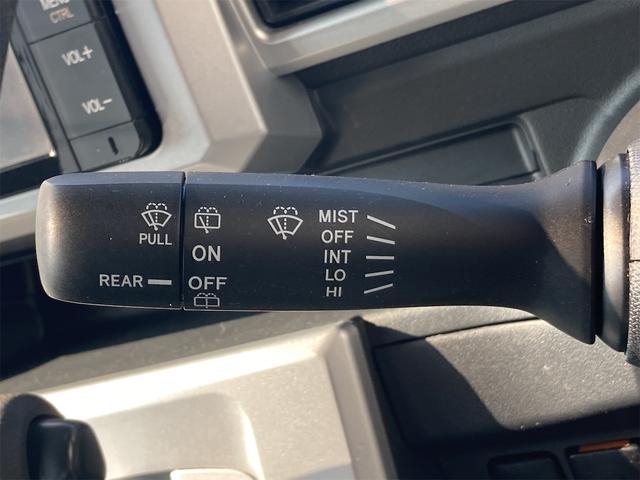 MENU
CTRL
VOL+
VOL-
PULL
REAR
ON
OFF
MIST
OFF
INT
LO
HI